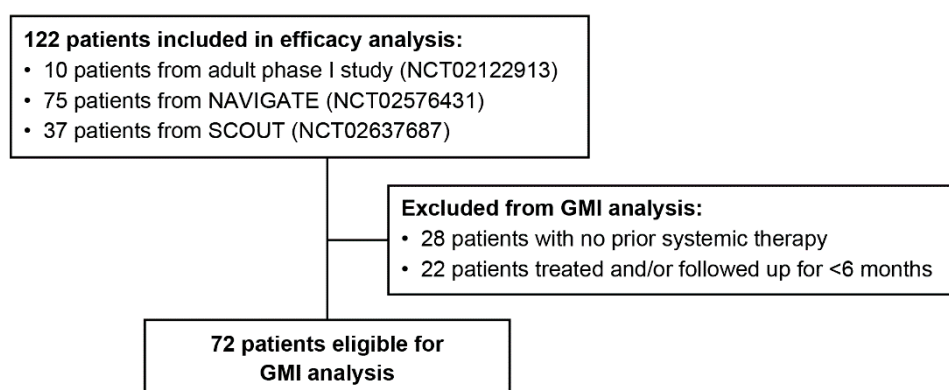 122 patients included in efficacy analysis:
• 10 patients from adult phase I study (NCT02122913)
• 75 patients from NAVIGATE (NCT02576431)
• 37 patients from SCOUT (NCT02637687)
Excluded from GMI analysis:
• 28 patients with no prior systemic therapy
• 22 patients treated and/or followed up for <6 months
72 patients eligible for
GMI analysis